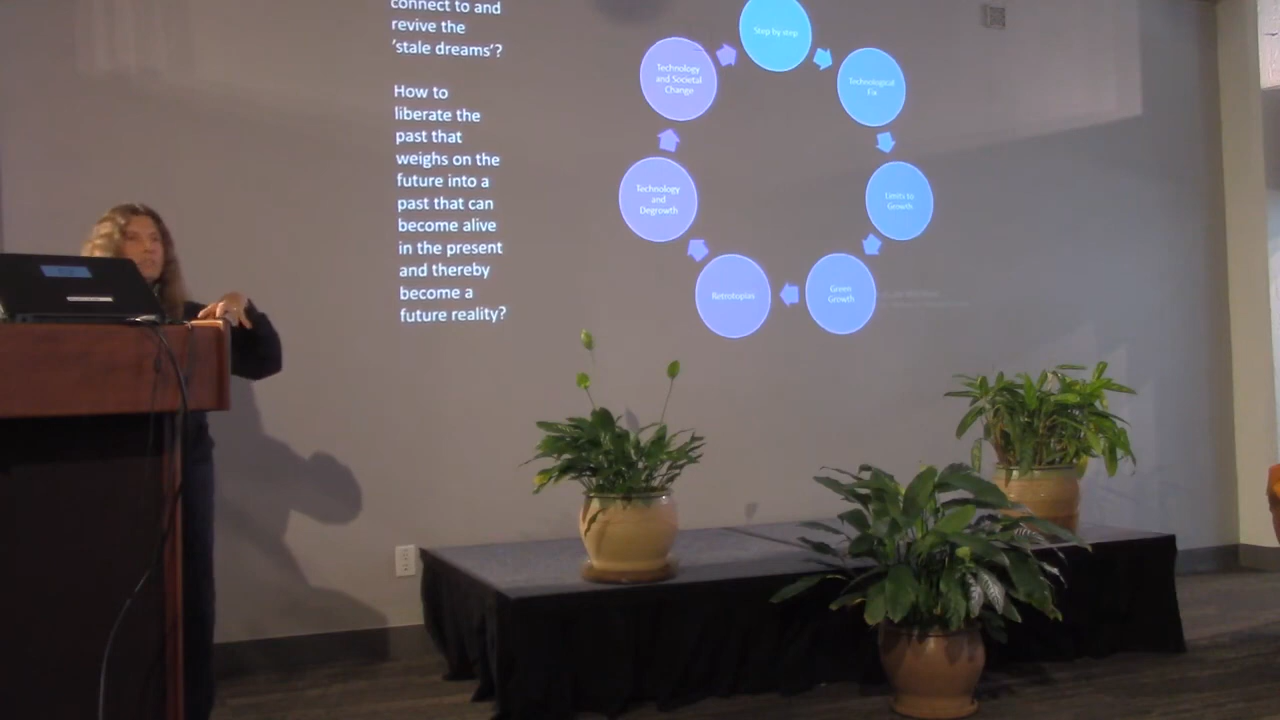 connect to and
revive the
'stale dreams'?
How to
liberate the
past that
weighs on the
future into a
past that can
become alive
in the present
and thereby
become a
future reality?
Step by step
Technological
Fix
Limits to
Growth
Green
Growth
Retrotopias
Technology
and
Degrowth
Technology
and Societal
Change